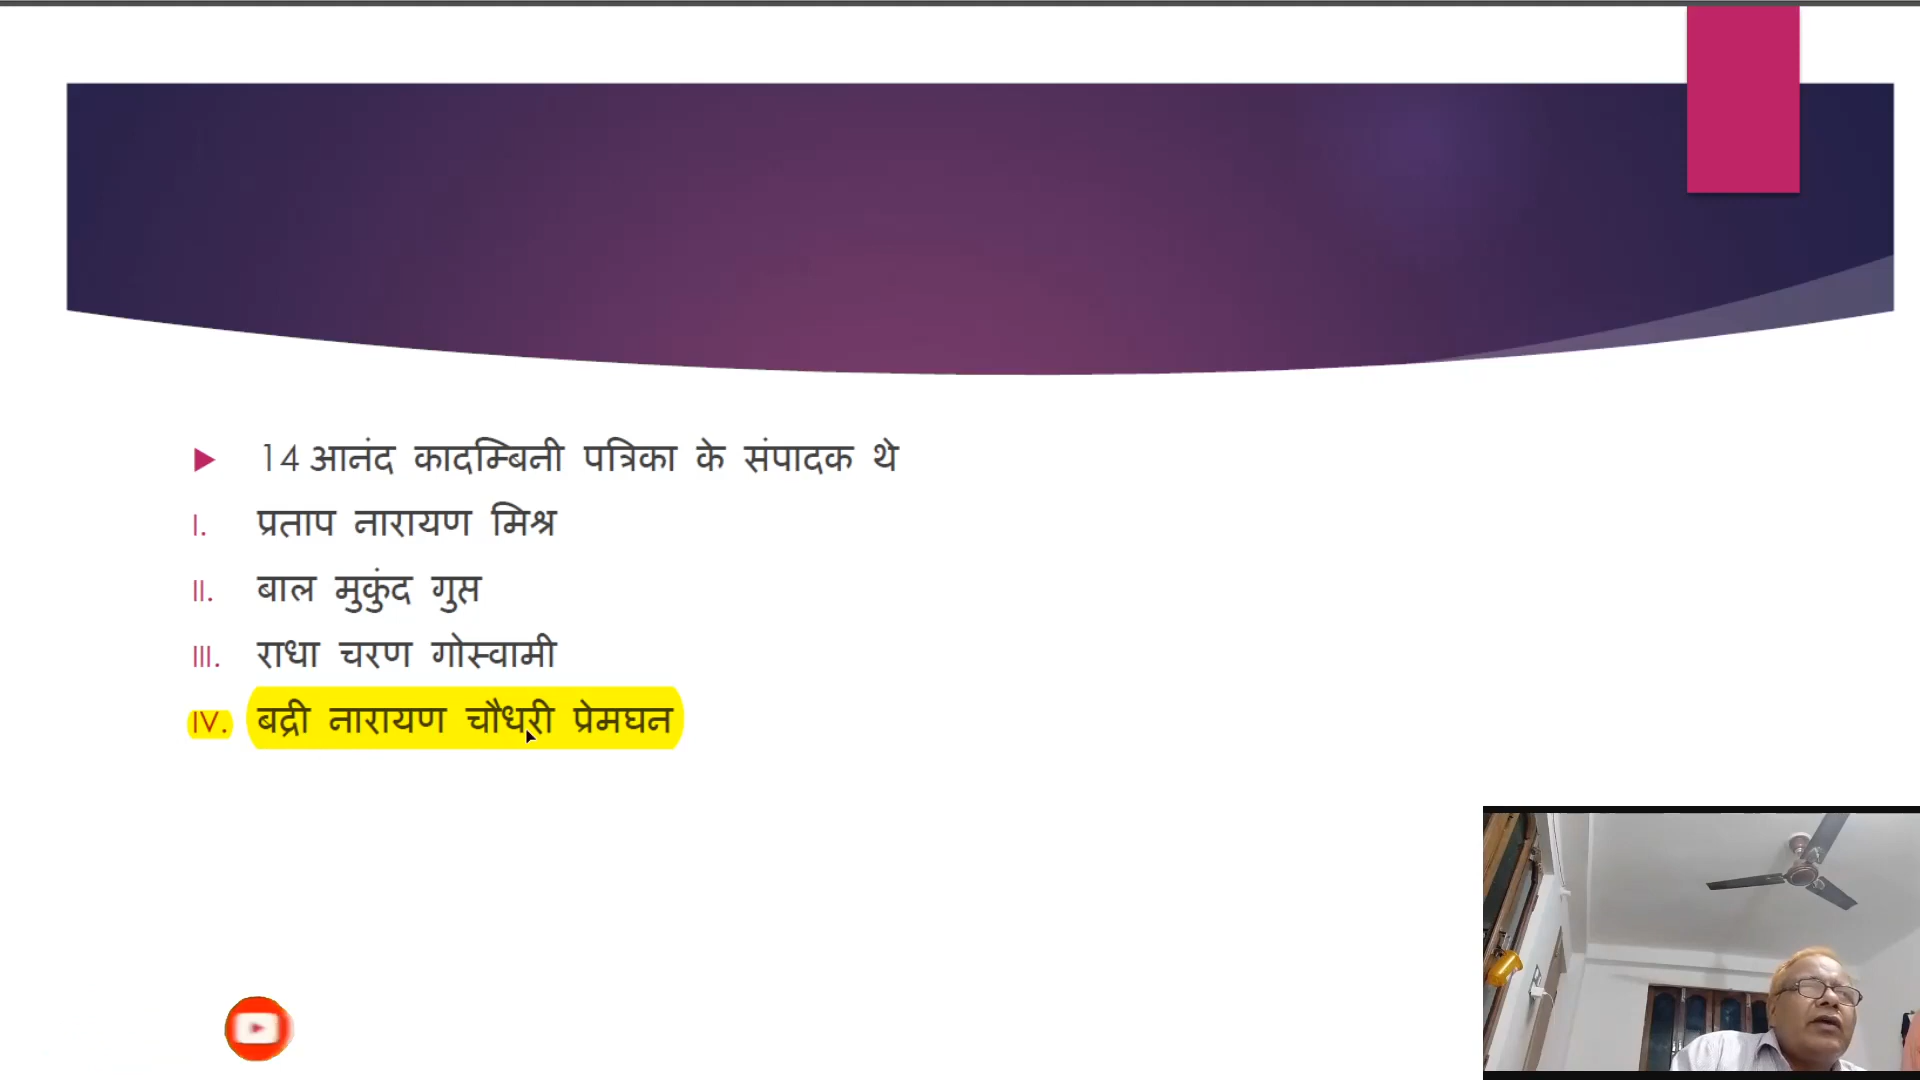 14 आनंद कादम्बिनी पत्रिका के संपादक थे
I. प्रताप नारायण मिश्र
II. बाल मुकुंद गुप्त
III. राधा चरण गोस्वामी
IV. बद्री नारायण चौधरी प्रेमघन